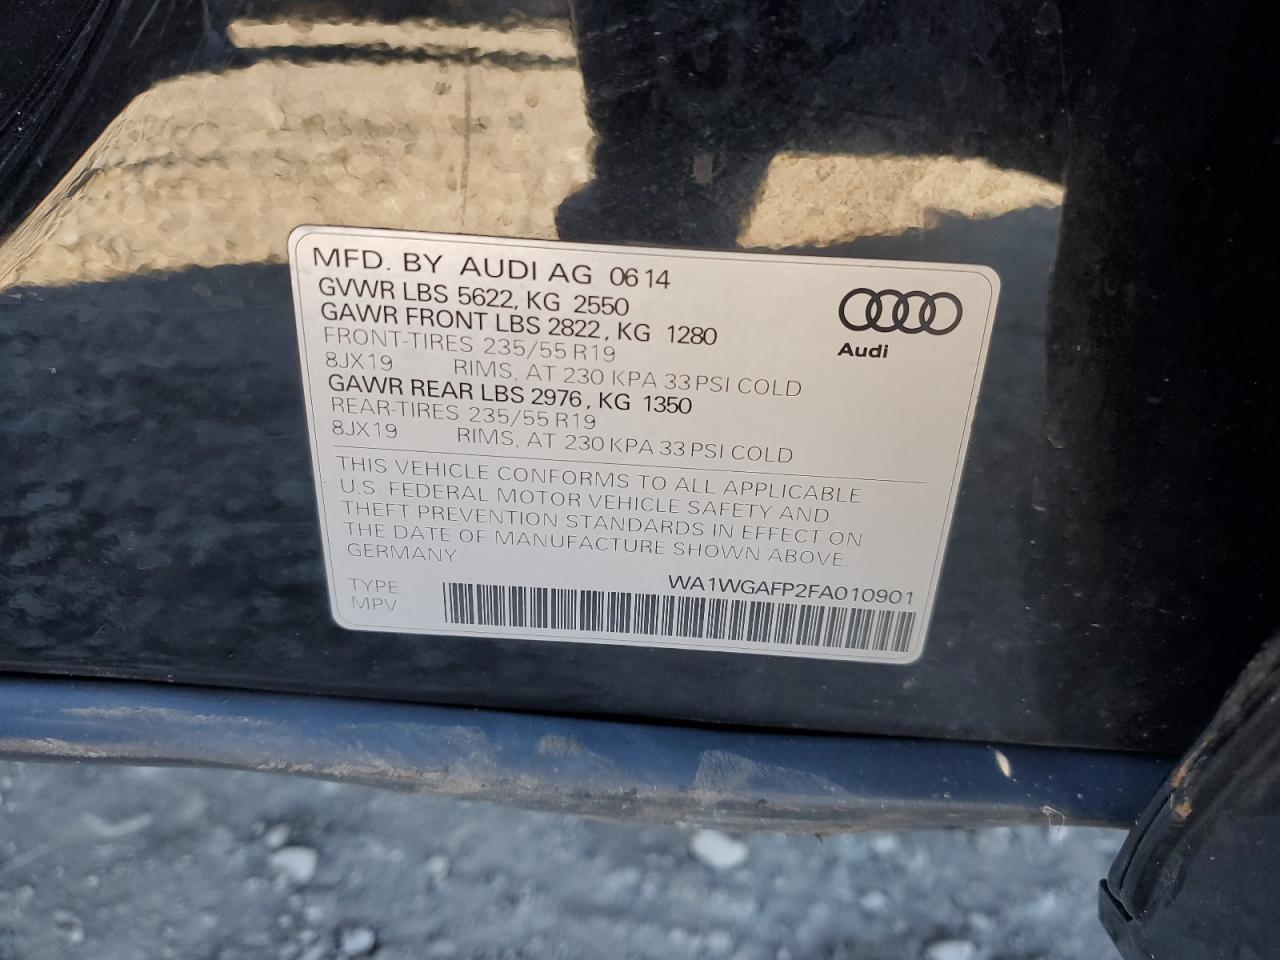 MFD. BY AUDI AG 0614
GVWR LBS 5622, KG 2550
GAWR FRONT LBS 2822, KG 1280
FRONT-TIRES 235/55 R19
8JX19 RIMS, AT 230 KPA 33 PSI COLD
GAWR REAR LBS 2976, KG 1350
REAR-TIRES 235/55 R19
8JX19 RIMS, AT 230 KPA 33 PSI COLD
Audi
THIS VEHICLE CONFORMS TO ALL APPLICABLE
U.S. FEDERAL MOTOR VEHICLE SAFETY AND
THEFT PREVENTION STANDARDS IN EFFECT ON
THE DATE OF MANUFACTURE SHOWN ABOVE.
GERMANY
WA1WGAFP2FA010901
TYPE:
MPV